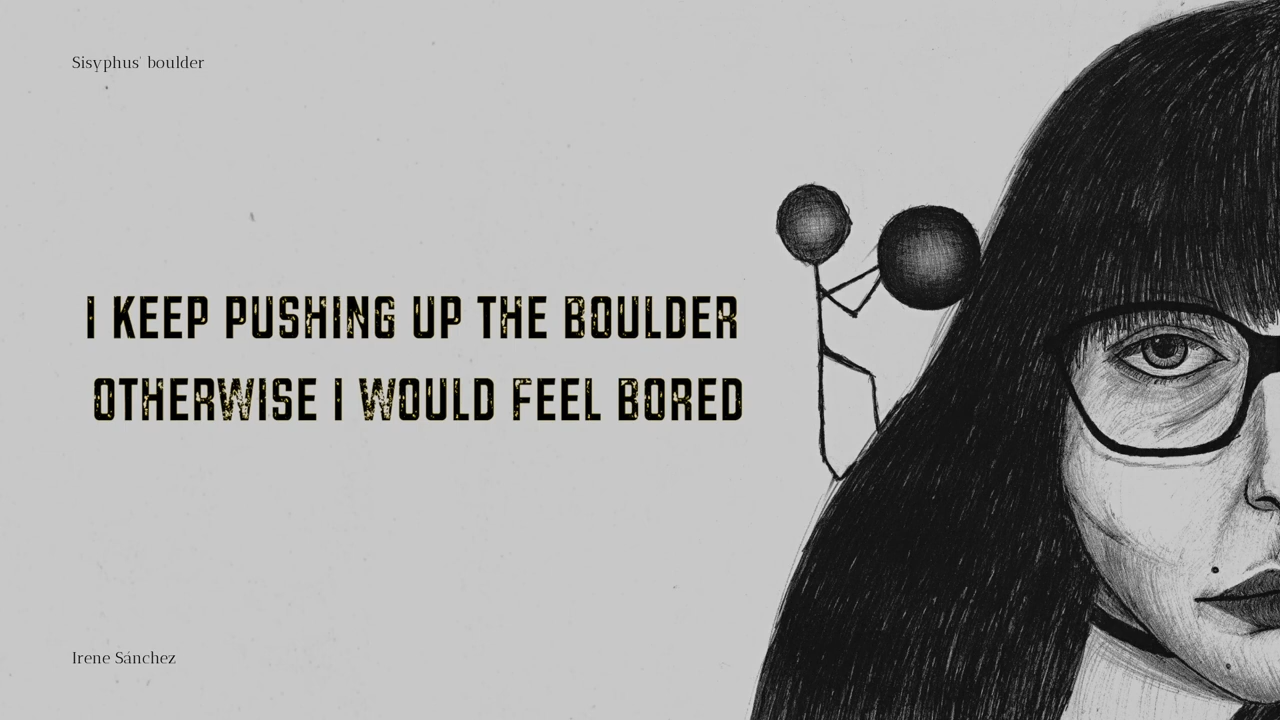 Sisyphus' boulder
I KEEP PUSHING UP THE BOULDER
OTHERWISE I WOULD FEEL BORED
Irene Sánchez